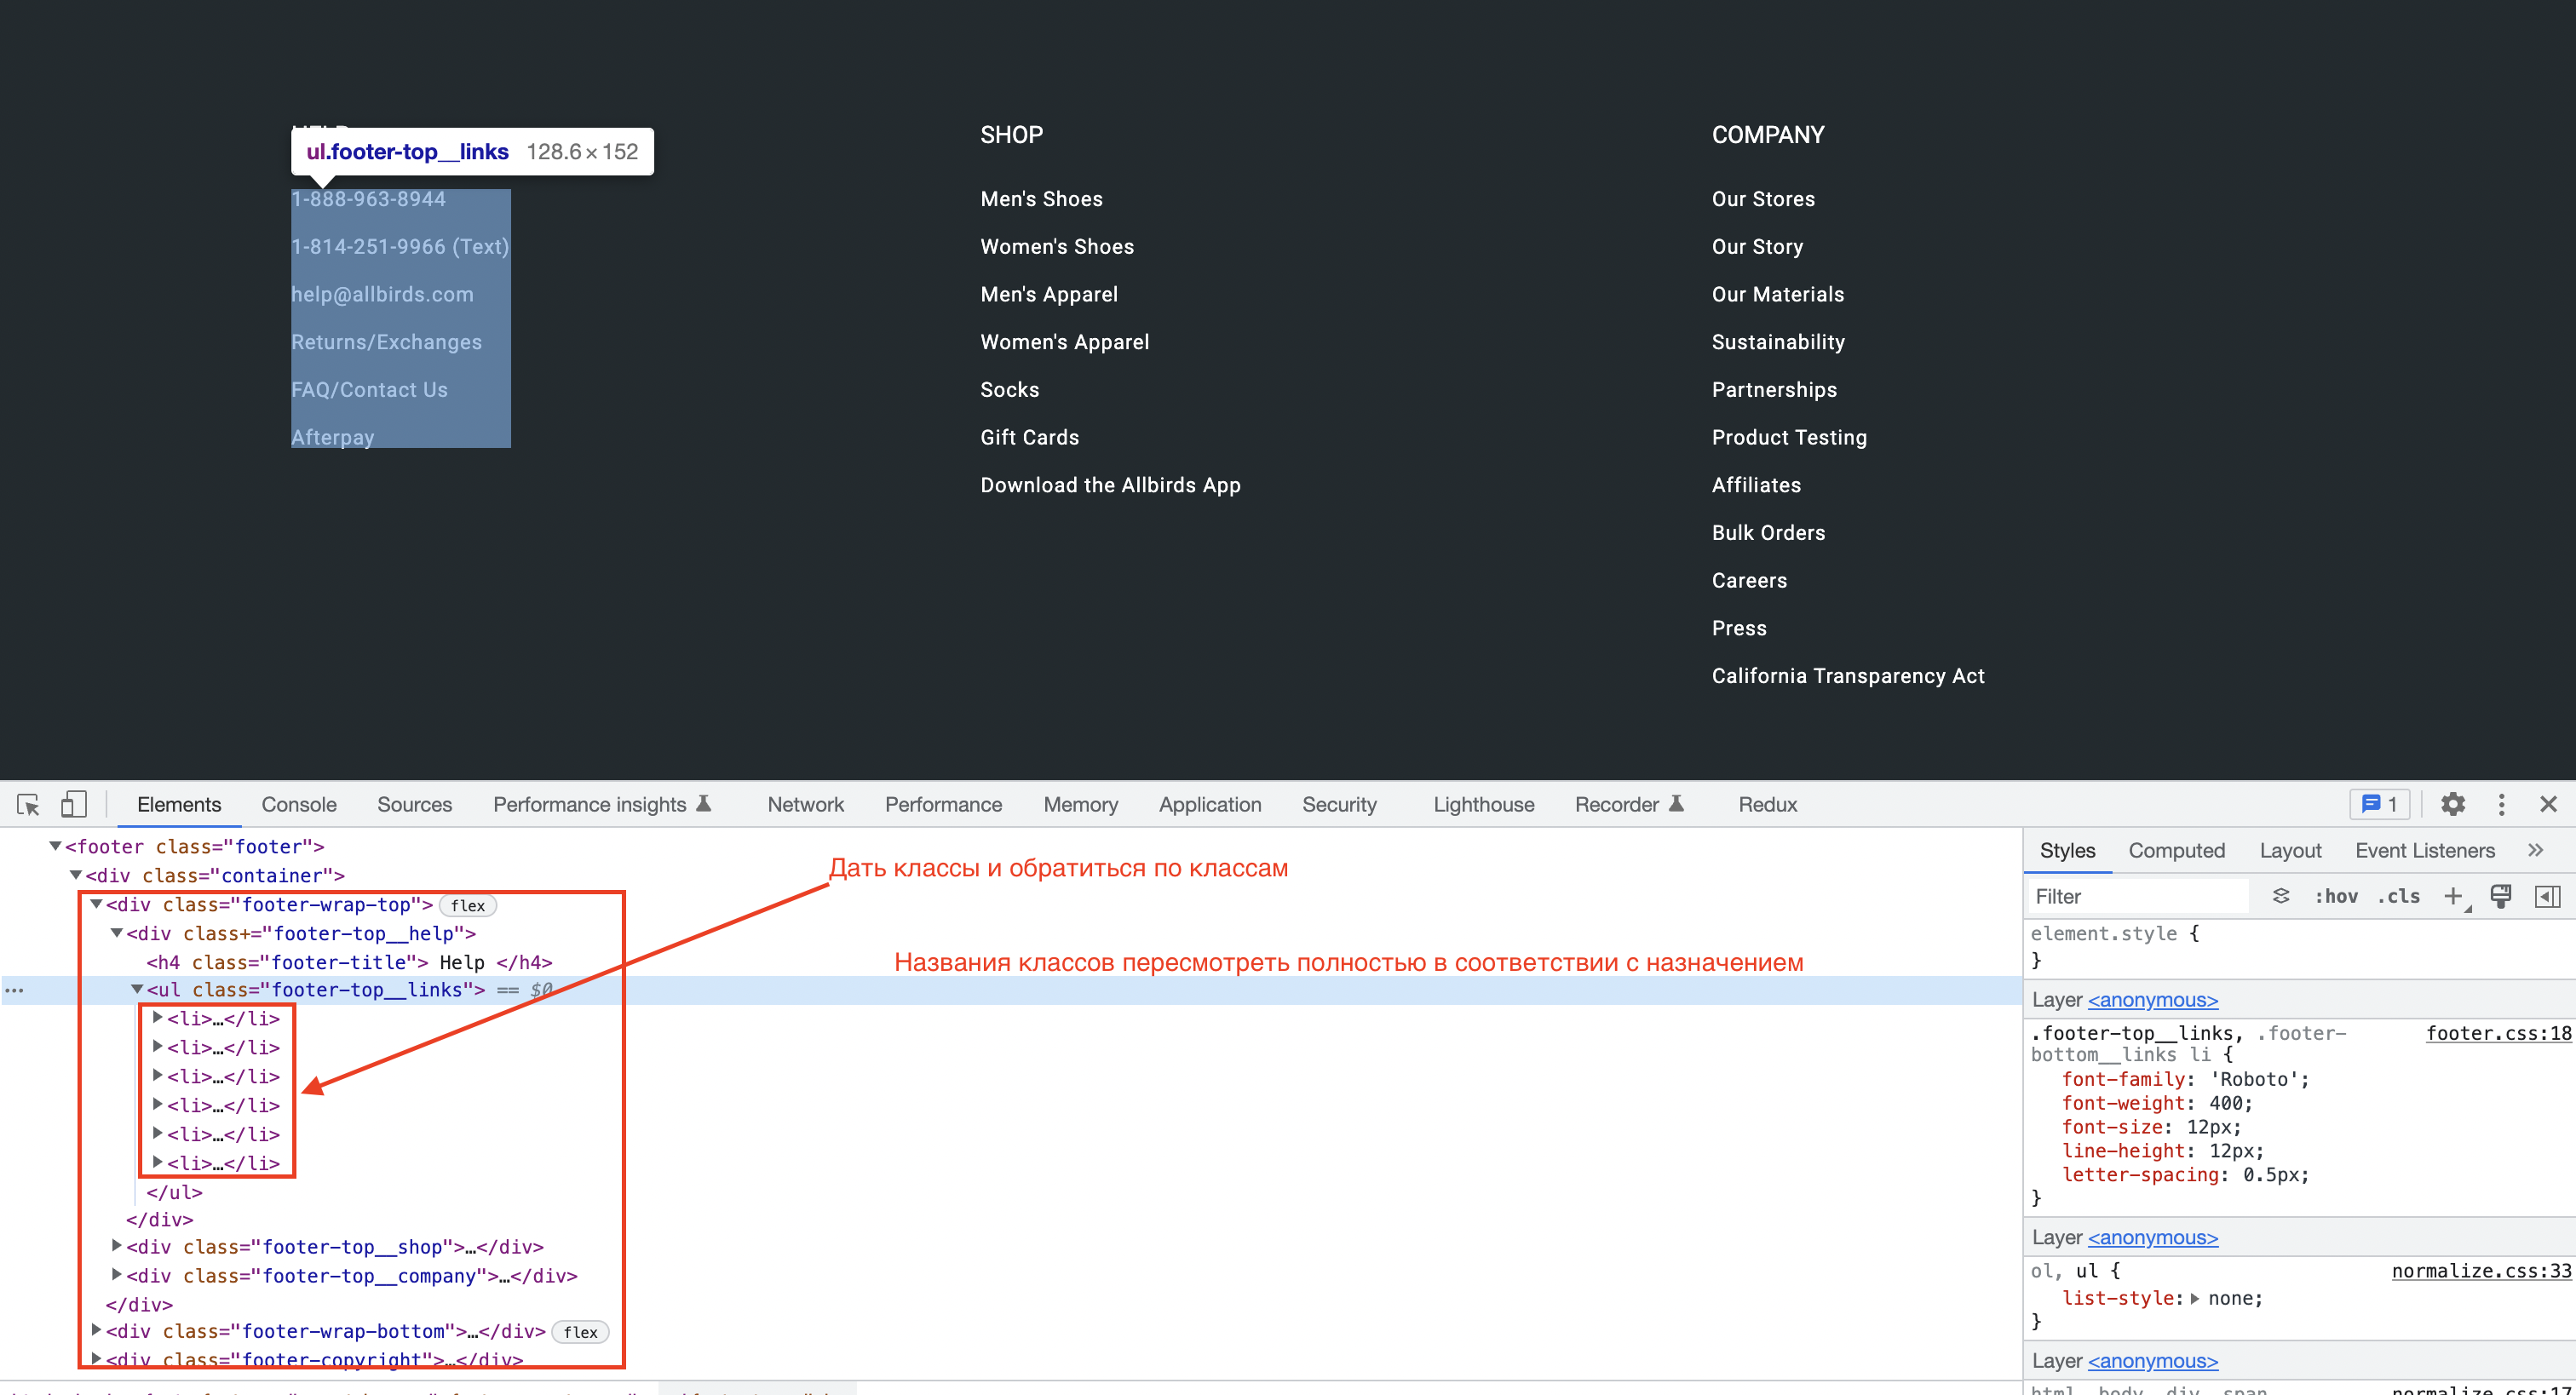 HELP
ul.footer-top__links 128.6 × 152
1-888-963-8944
1-814-251-9966 (Text)
help@allbirds.com
Returns/Exchanges
FAQ/Contact Us
Afterpay
SHOP
Men's Shoes
Women's Shoes
Men's Apparel
Women's Apparel
Socks
Gift Cards
Download the Allbirds App
COMPANY
Our Stores
Our Story
Our Materials
Sustainability
Partnerships
Product Testing
Affiliates
Bulk Orders
Careers
Press
California Transparency Act
Elements Console Sources Performance insights Network Performance Memory Application Security Lighthouse Recorder Redux 1
<footer class="footer">
<div class="container">
<div class="footer-wrap-top"> flex
<div class+="footer-top__help">
<h4 class="footer-title"> Help </h4>
<ul class="footer-top__links"> == $0
<li>…</li>
<li>…</li>
<li>…</li>
<li>…</li>
<li>…</li>
<li>…</li>
</ul>
</div>
<div class="footer-top__shop">…</div>
<div class="footer-top__company">…</div>
</div>
<div class="footer-wrap-bottom">…</div> flex
<div class="footer-copyright">…</div>
Дать классы и обратиться по классам
Названия классов пересмотреть полностью в соответствии с назначением
Styles Computed Layout Event Listeners »
Filter :hov .cls +
element.style {
}
Layer <anonymous>
.footer-top__links, .footer- footer.css:18
bottom__links li {
font-family: 'Roboto';
font-weight: 400;
font-size: 12px;
line-height: 12px;
letter-spacing: 0.5px;
}
Layer <anonymous>
ol, ul { normalize.css:33
list-style: none;
}
Layer <anonymous>
html, body, div, span, normalize.css:17